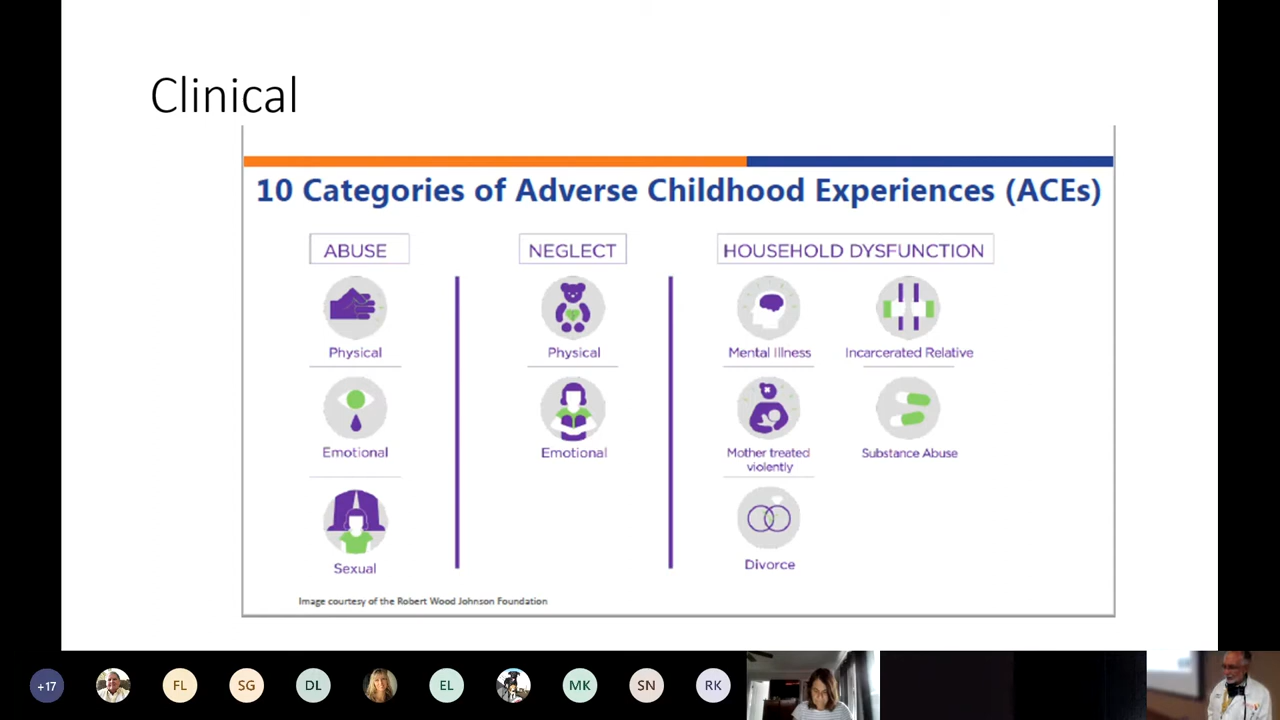 Clinical
10 Categories of Adverse Childhood Experiences (ACEs)
ABUSE
NEGLECT
HOUSEHOLD DYSFUNCTION
Physical
Physical
Mental Illness
Incarcerated Relative
Emotional
Emotional
Mother treated
violently
Substance Abuse
Sexual
Divorce
Image courtesy of the Robert Wood Johnson Foundation
+17
FL
SG
DL
EL
MK
SN
RK